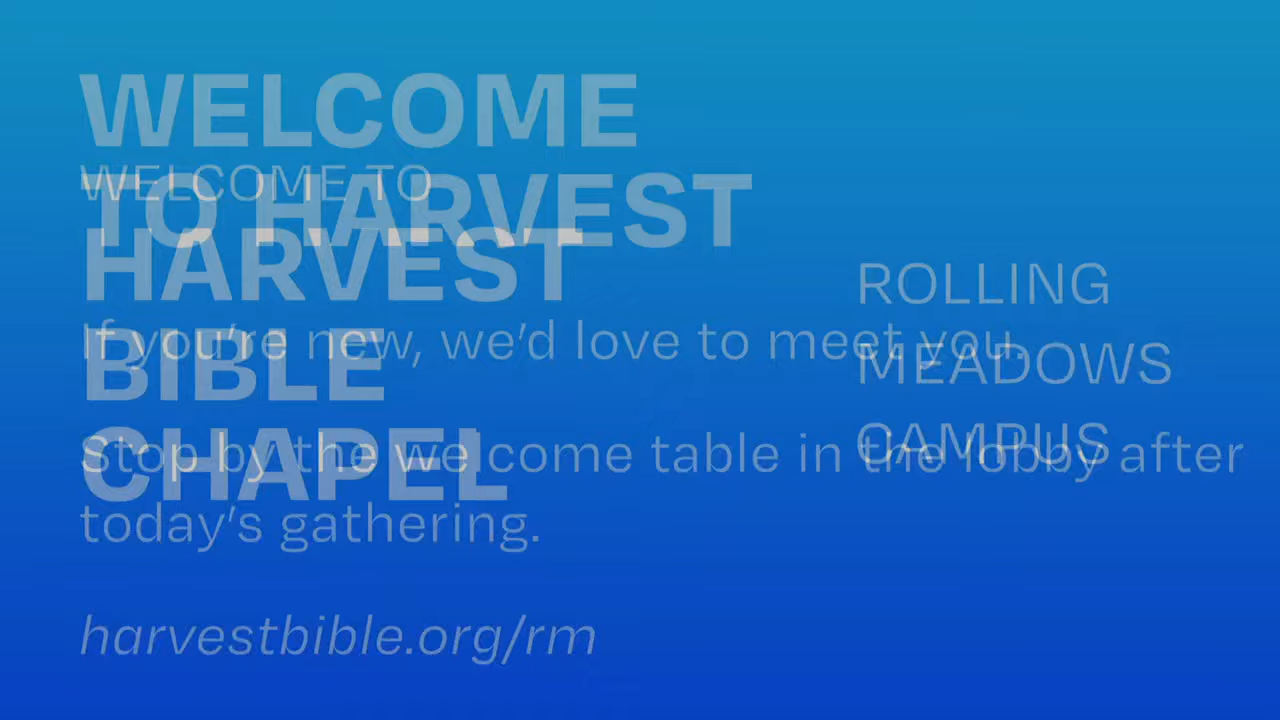 WELCOME
TO HARVEST
If you’re new, we’d love to meet you.
Stop by the welcome table in the lobby after
today’s gathering.
harvestbible.org/rm
WELCOME TO
HARVEST
BIBLE
CHAPEL
ROLLING
MEADOWS
CAMPUS